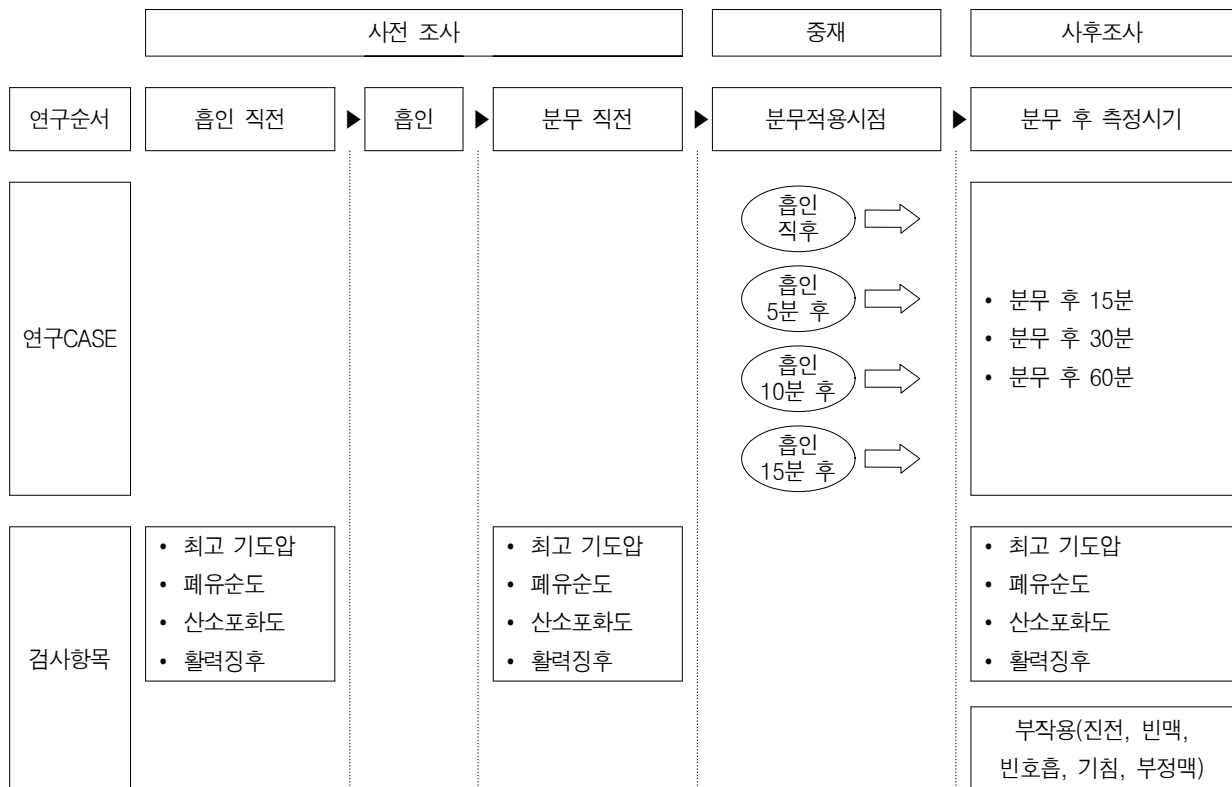 사전 조사
중재
사후조사
연구순서
흡인 직전
▶
흡인
▶
분무 직전
▶
분무적용시점
▶
분무 후 측정시기
연구CASE
흡인
직후
흡인
5분 후
흡인
10분 후
흡인
15분 후
• 분무 후 15분
• 분무 후 30분
• 분무 후 60분
검사항목
• 최고 기도압
• 폐유순도
• 산소포화도
• 활력징후
• 최고 기도압
• 폐유순도
• 산소포화도
• 활력징후
• 최고 기도압
• 폐유순도
• 산소포화도
• 활력징후
부작용(진전, 빈맥,
빈호흡, 기침, 부정맥)